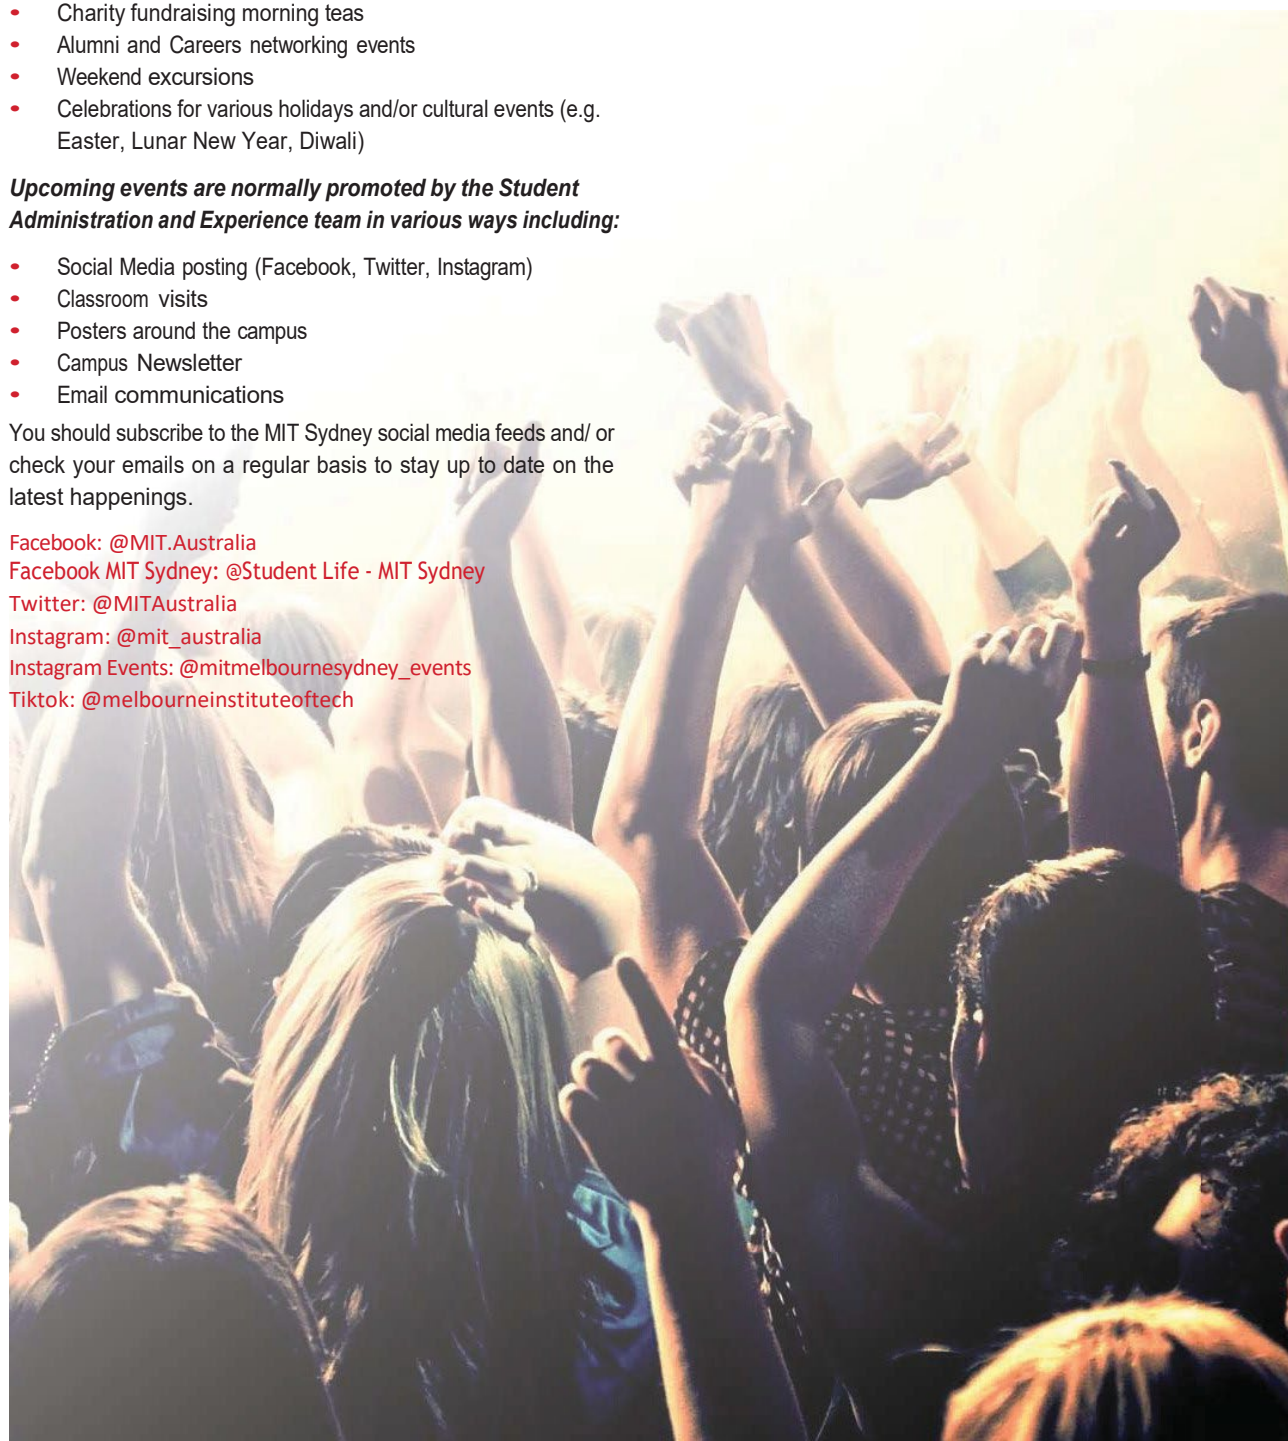 • Charity fundraising morning teas
• Alumni and Careers networking events
• Weekend excursions
• Celebrations for various holidays and/or cultural events (e.g.
Easter, Lunar New Year, Diwali)
Upcoming events are normally promoted by the Student
Administration and Experience team in various ways including:
• Social Media posting (Facebook, Twitter, Instagram)
• Classroom visits
• Posters around the campus
• Campus Newsletter
• Email communications
You should subscribe to the MIT Sydney social media feeds and/ or
check your emails on a regular basis to stay up to date on the
latest happenings.
Facebook: @MIT.Australia
Facebook MIT Sydney: @Student Life - MIT Sydney
Twitter: @MITAustralia
Instagram: @mit_australia
Instagram Events: @mitmelbournesydney_events
Tiktok: @melbourneinstituteoftech